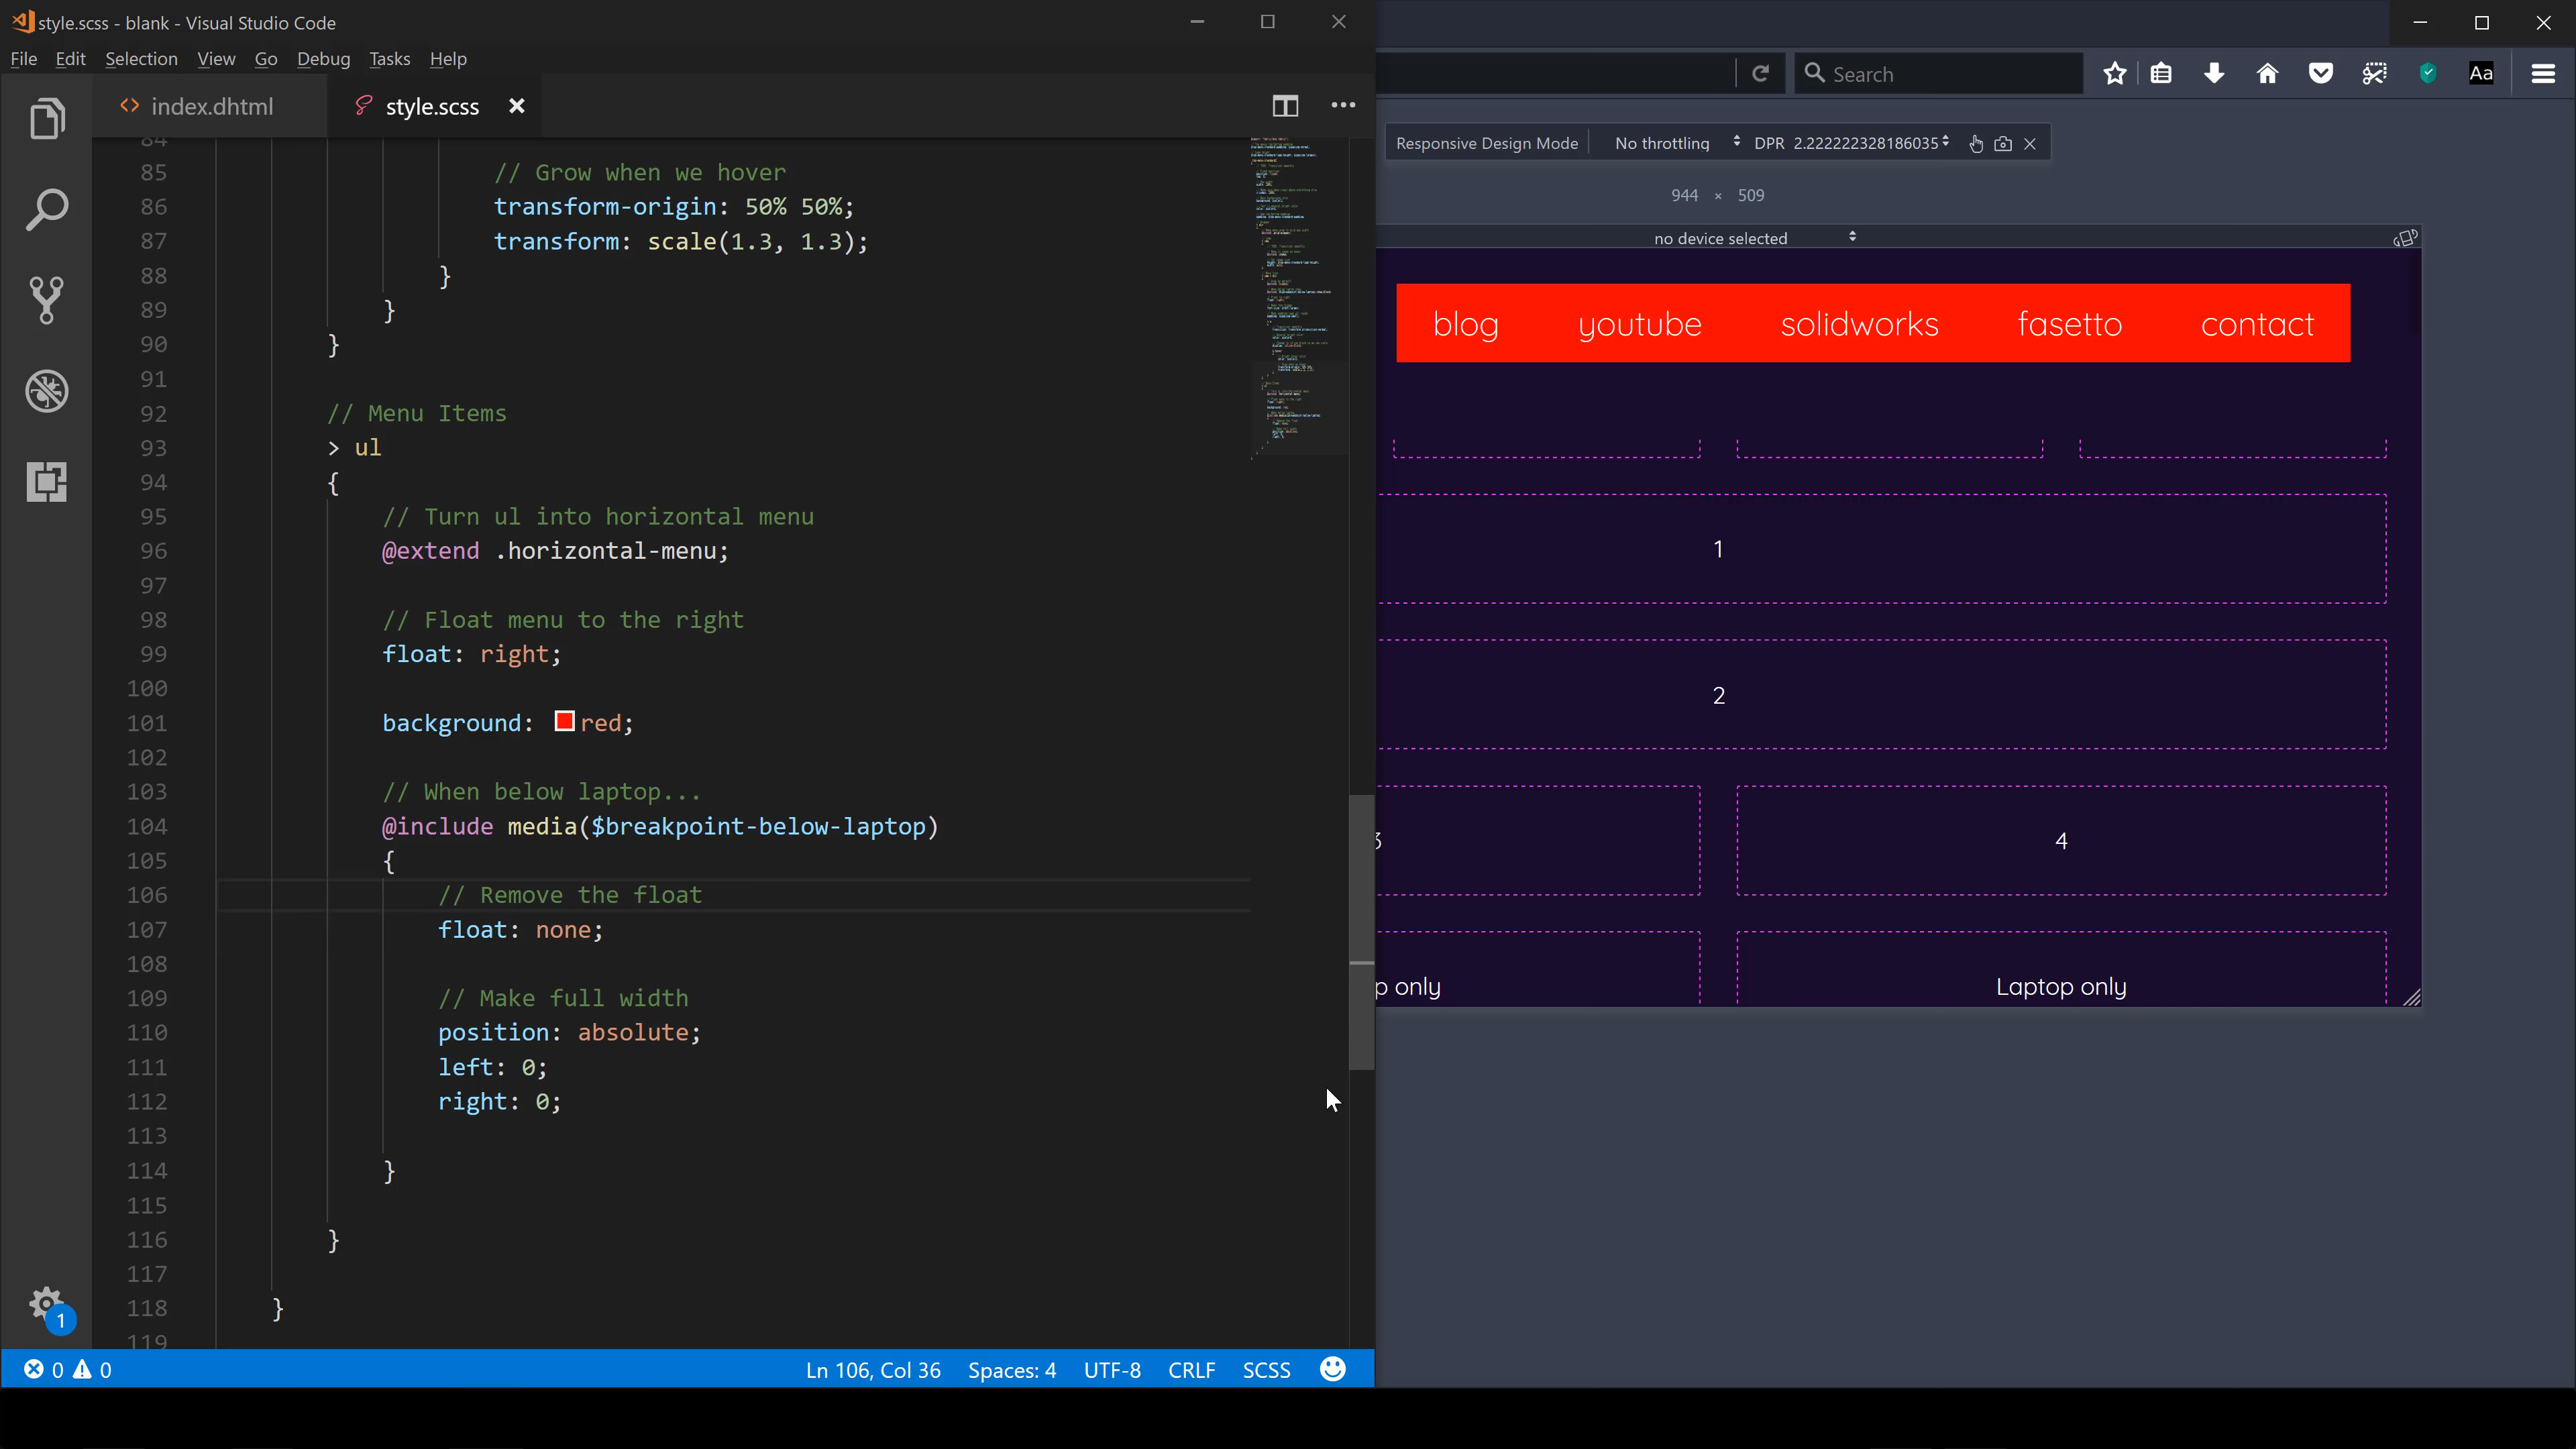 style.scss - blank - Visual Studio Code
File Edit Selection View Go Debug Tasks Help
index.dhtml
style.scss
84
85 // Grow when we hover
86 transform-origin: 50% 50%;
87 transform: scale(1.3, 1.3);
88 }
89 }
90 }
91
92 // Menu Items
93 > ul
94 {
95 // Turn ul into horizontal menu
96 @extend .horizontal-menu;
97
98 // Float menu to the right
99 float: right;
100
101 background: red;
102
103 // When below laptop...
104 @include media($breakpoint-below-laptop)
105 {
106 // Remove the float
107 float: none;
108
109 // Make full width
110 position: absolute;
111 left: 0;
112 right: 0;
113
114 }
115
116 }
117
118 }
119
1
0 0
Ln 106, Col 36 Spaces: 4 UTF-8 CRLF SCSS
Search
Aa
Responsive Design Mode No throttling DPR 2.222222328186035
944 × 509
no device selected
blog youtube solidworks fasetto contact
1
2
3 4
p only Laptop only